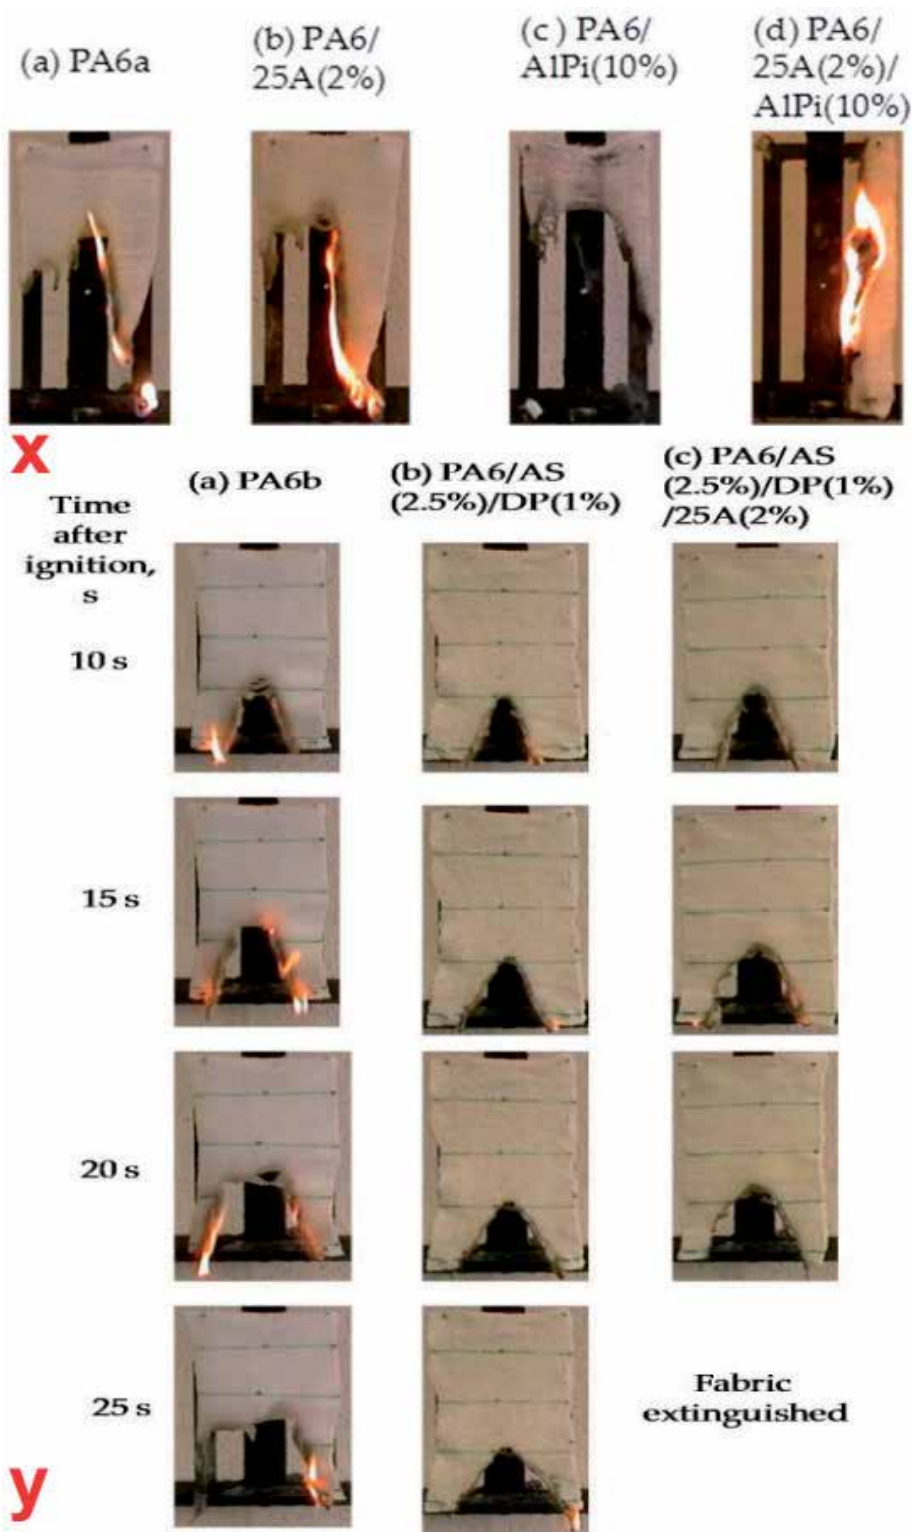 (a) PA6a
(b) PA6/
25A(2%)
(c) PA6/
AlPi(10%)
(d) PA6/
25A(2%)/
AlPi(10%)
x
Time
after
ignition,
s
(a) PA6b
(b) PA6/AS
(2.5%)/DP(1%)
(c) PA6/AS
(2.5%)/DP(1%)
/25A(2%)
10 s
15 s
20 s
25 s
Fabric
extinguished
y